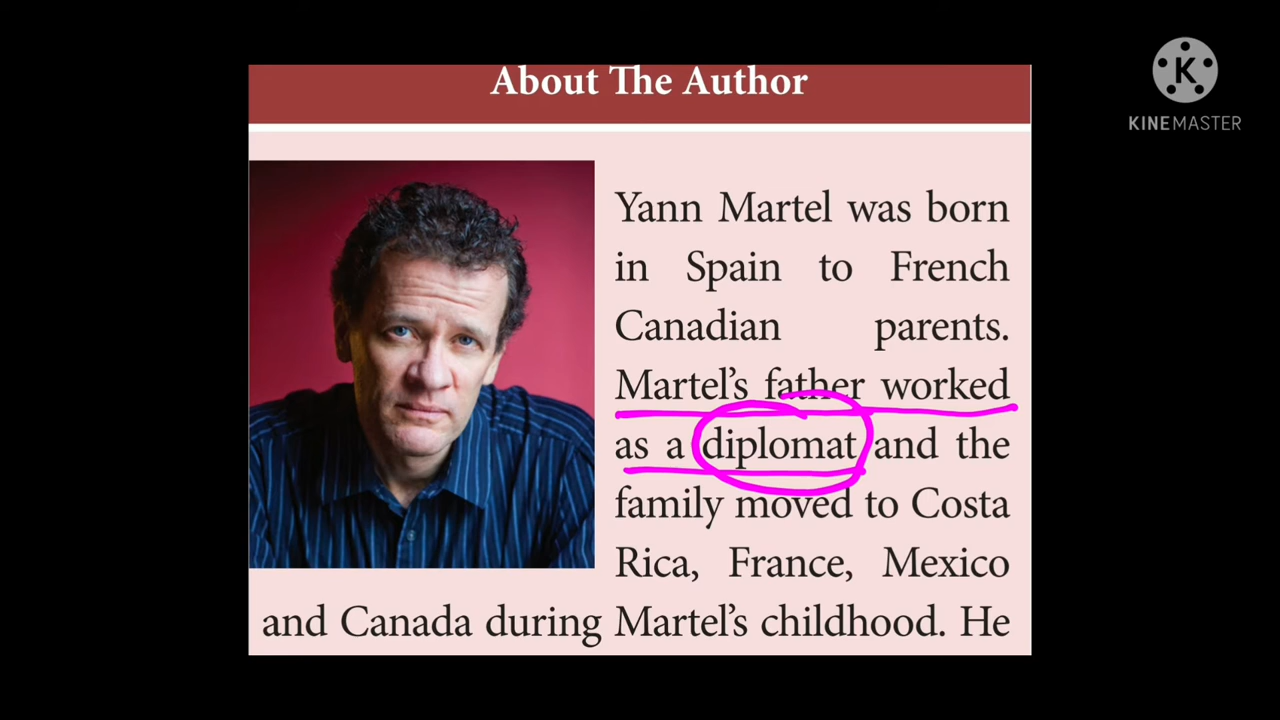 About The Author
K
KINEMASTER
Yann Martel was born
in Spain to French
Canadian parents.
Martel's father worked
as a diplomat and the
family moved to Costa
Rica, France, Mexico
and Canada during Martel's childhood. He